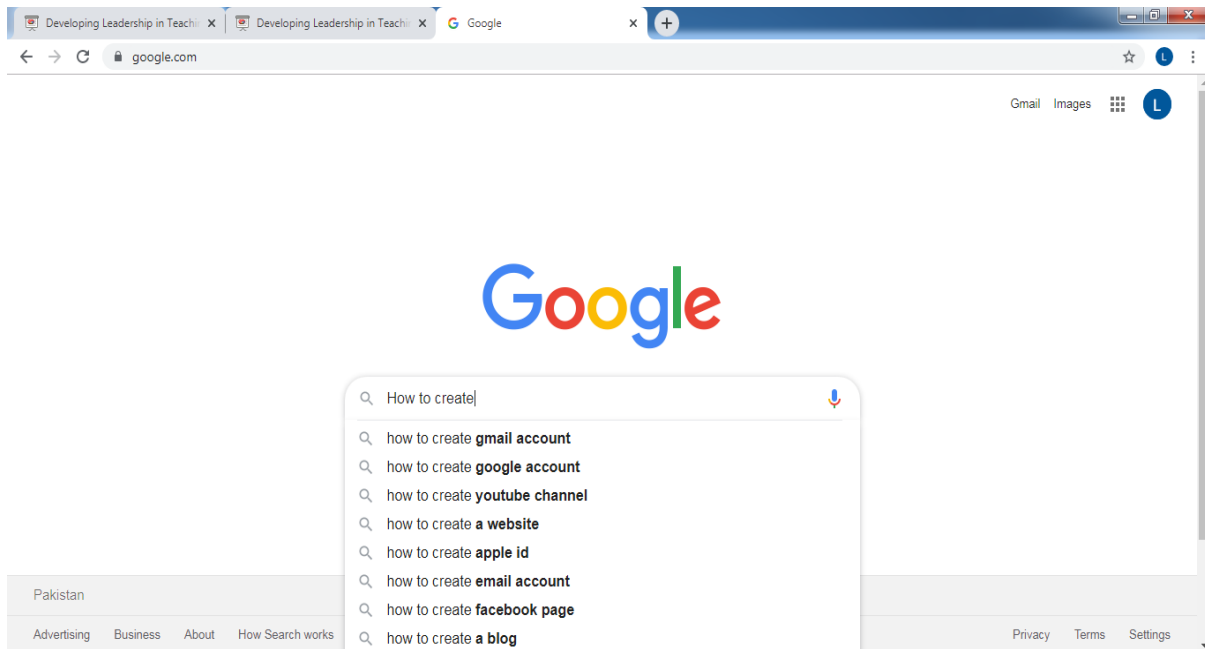 Developing Leadership in Teachin
Developing Leadership in Teachin
Google
google.com
L
Gmail Images L
Google
How to create
how to create gmail account
how to create google account
how to create youtube channel
how to create a website
how to create apple id
how to create email account
how to create facebook page
how to create a blog
Pakistan
Advertising Business About How Search works Privacy Terms Settings